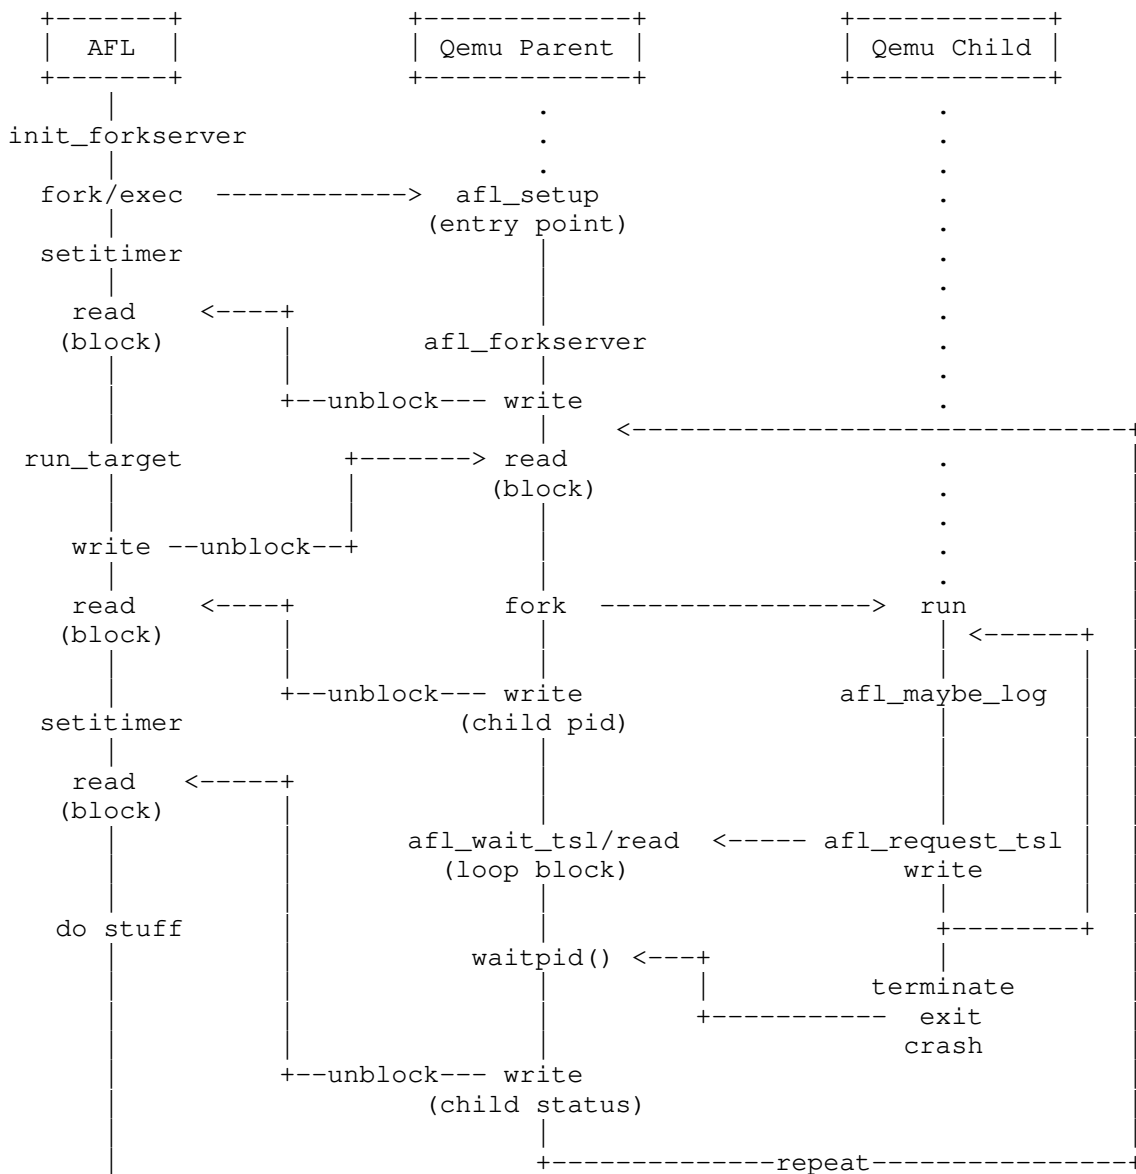 AFL Qemu Parent Qemu Child
init_forkserver
fork/exec afl_setup
(entry point)
setitimer
read
(block) afl_forkserver
unblock write
run_target read
(block)
write unblock
read fork run
(block)
unblock write afl_maybe_log
setitimer (child pid)
read
(block)
afl_wait_tsl/read afl_request_tsl
(loop block) write
do stuff
waitpid()
terminate
exit
crash
unblock write
(child status)
repeat